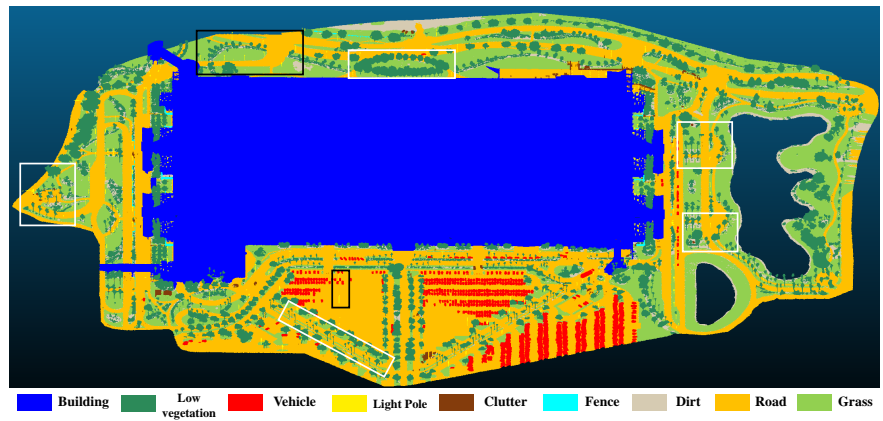 Building
Low vegetation
Vehicle
Light Pole
Clutter
Fence
Dirt
Road
Grass